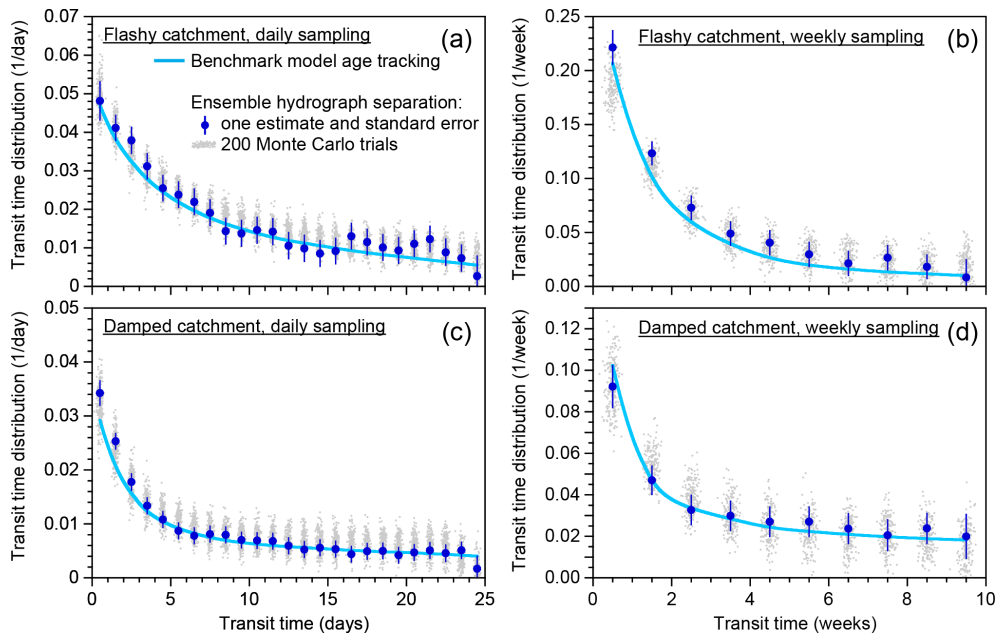 Flashy catchment, daily sampling
(a)
Benchmark model age tracking
Ensemble hydrograph separation:
one estimate and standard error
200 Monte Carlo trials
Transit time distribution (1/day)
0.07
0.06
0.05
0.04
0.03
0.02
0.01
0
Flashy catchment, weekly sampling
(b)
Transit time distribution (1/week)
0.25
0.20
0.15
0.10
0.05
0.00
Damped catchment, daily sampling
(c)
Transit time distribution (1/day)
0.05
0.04
0.03
0.02
0.01
0
0 5 10 15 20 25
Transit time (days)
Damped catchment, weekly sampling
(d)
Transit time distribution (1/week)
0.12
0.10
0.08
0.06
0.04
0.02
0.00
0 2 4 6 8 10
Transit time (weeks)